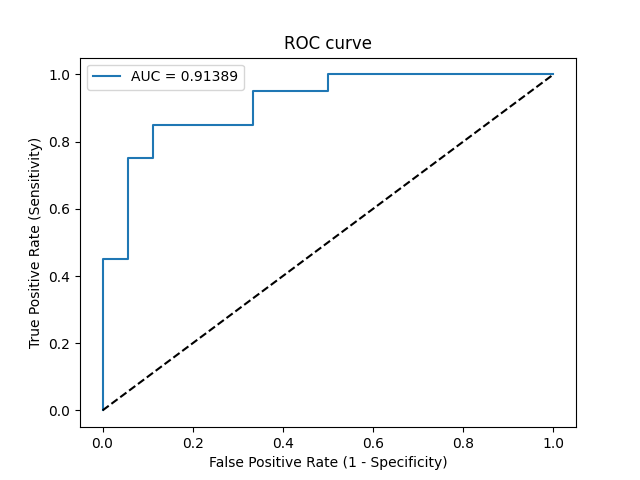 ROC curve
AUC = 0.91389
True Positive Rate (Sensitivity)
1.0
0.8
0.6
0.4
0.2
0.0
0.0 0.2 0.4 0.6 0.8 1.0
False Positive Rate (1 - Specificity)